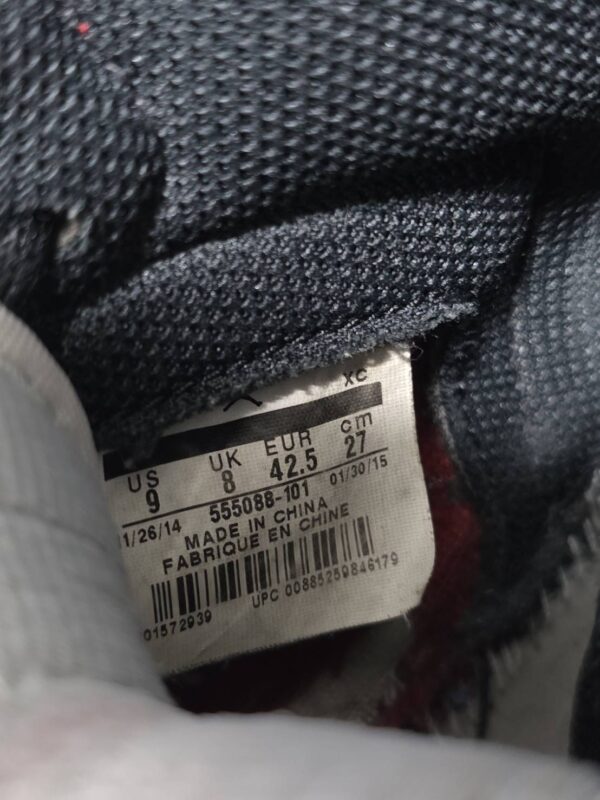 XC
US UK EUR cm
9 8 42.5 27
1/26/14 555088-101 01/30/15
MADE IN CHINA
FABRIQUE EN CHINE
01572939 UPC 00885259846179